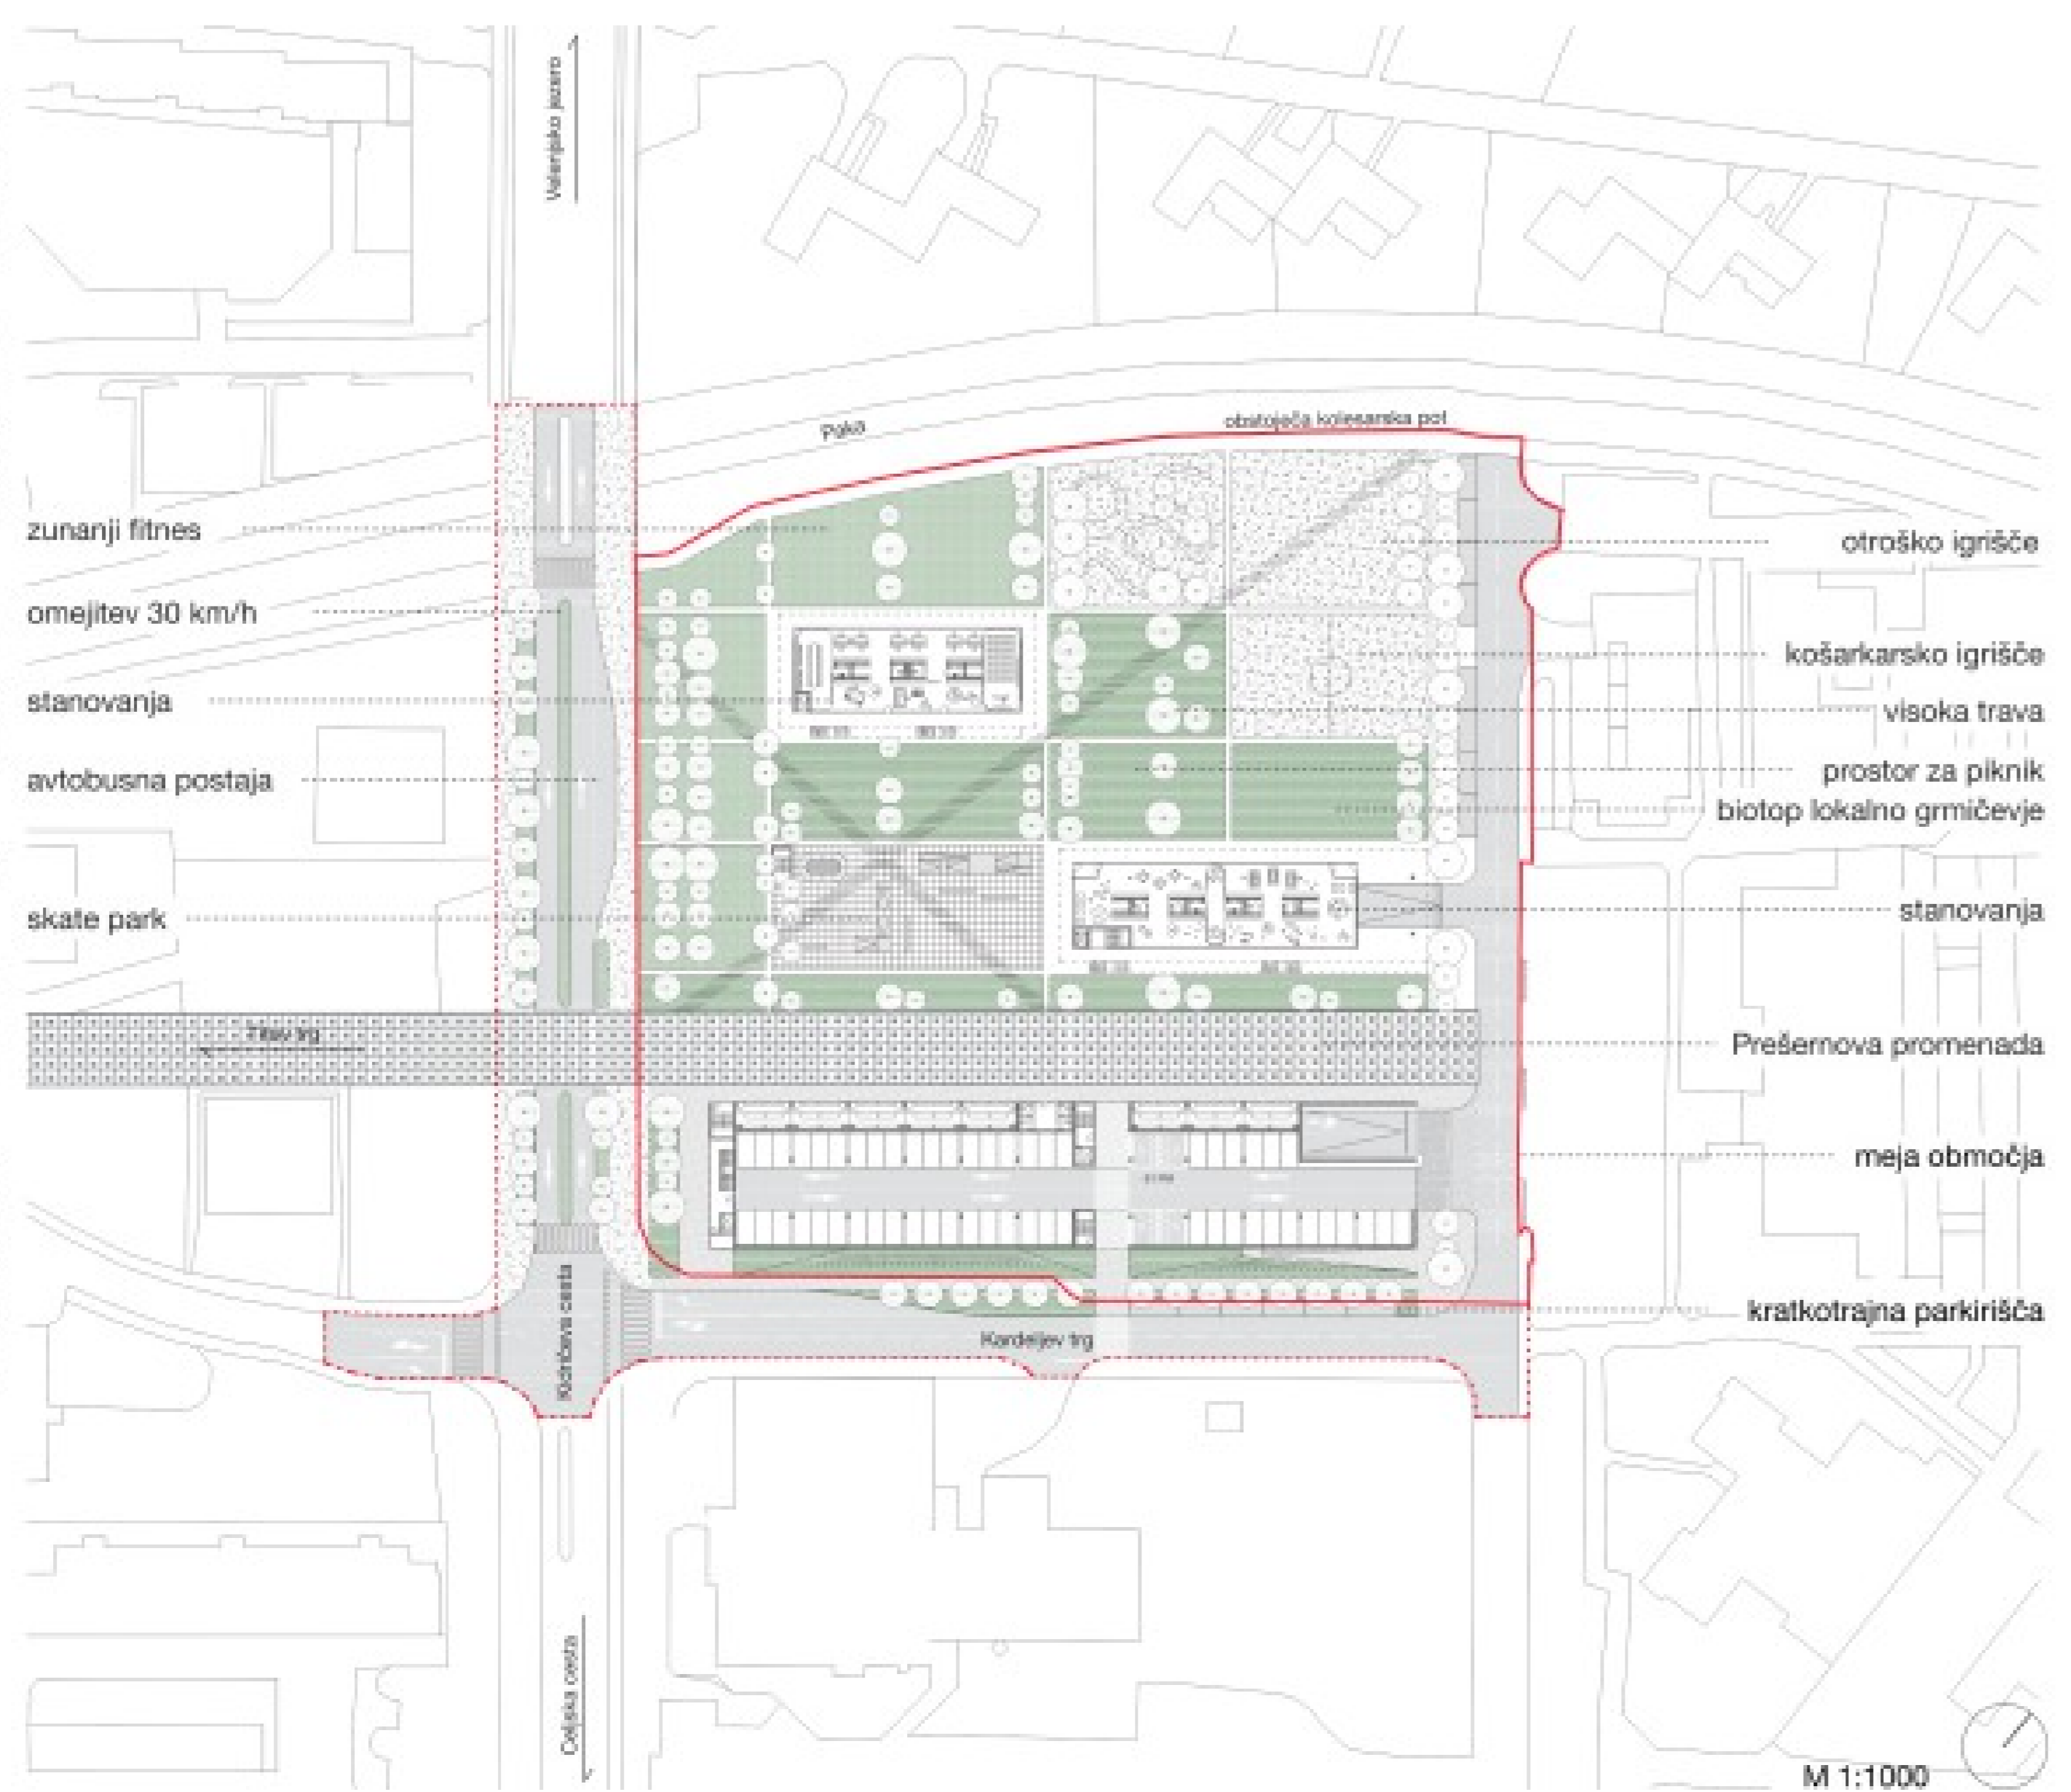 Velenjsko jezero
Paka
obstoječa kolesarska pot
zunanji fitnes
omejitev 30 km/h
stanovanja
avtobusna postaja
skate park
Titov trg
otroško igrišče
košarkarsko igrišče
visoka trava
prostor za piknik
biotop lokalno grmičevje
stanovanja
Prešernova promenada
meja območja
kratkotrajna parkirišča
Kardeljev trg
Kidričeva cesta
Celjska cesta
M 1:1000